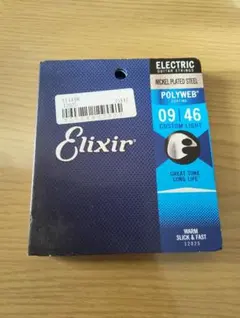 ELECTRIC
GUITAR STRINGS
NICKEL PLATED STEEL
POLYWEB®
COATING
09 | 46
CUSTOM LIGHT
Elixir
GREAT TONE
LONG LIFE
WARM
SLICK & FAST
12025